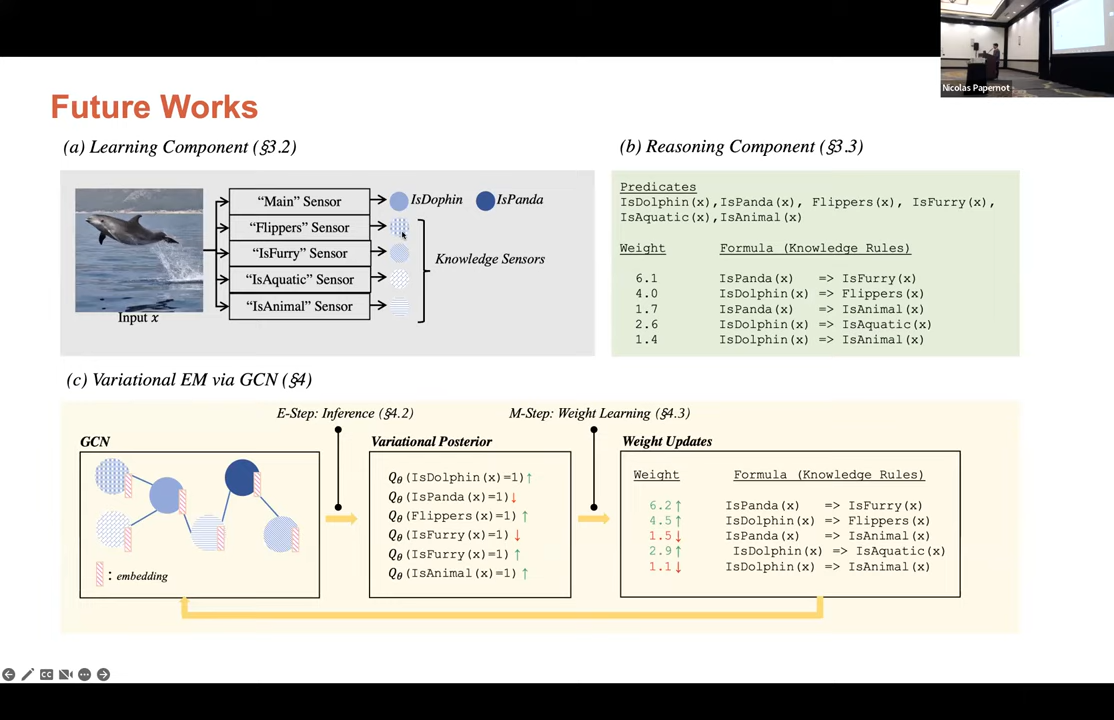 Nicolas Papernot
Future Works
(a) Learning Component (§3.2)
“Main” Sensor
“Flippers” Sensor
“IsFurry” Sensor
“IsAquatic” Sensor
“IsAnimal” Sensor
IsDophin
IsPanda
Knowledge Sensors
Input x
(b) Reasoning Component (§3.3)
Predicates
IsDolphin(x),IsPanda(x), Flippers(x), IsFurry(x),
IsAquatic(x),IsAnimal(x)
Weight Formula (Knowledge Rules)
6.1 IsPanda(x) => IsFurry(x)
4.0 IsDolphin(x) => Flippers(x)
1.7 IsPanda(x) => IsAnimal(x)
2.6 IsDolphin(x) => IsAquatic(x)
1.4 IsDolphin(x) => IsAnimal(x)
(c) Variational EM via GCN (§4)
E-Step: Inference (§4.2)
M-Step: Weight Learning (§4.3)
GCN
: embedding
Variational Posterior
Qθ(IsDolphin(x)=1)↑
Qθ(IsPanda(x)=1)↓
Qθ(Flippers(x)=1)↑
Qθ(IsFurry(x)=1)↓
Qθ(IsFurry(x)=1)↑
Qθ(IsAnimal(x)=1)↑
Weight Updates
Weight Formula (Knowledge Rules)
6.2↑ IsPanda(x) => IsFurry(x)
4.5↑ IsDolphin(x) => Flippers(x)
1.5↓ IsPanda(x) => IsAnimal(x)
2.9↑ IsDolphin(x) => IsAquatic(x)
1.1↓ IsDolphin(x) => IsAnimal(x)
CC